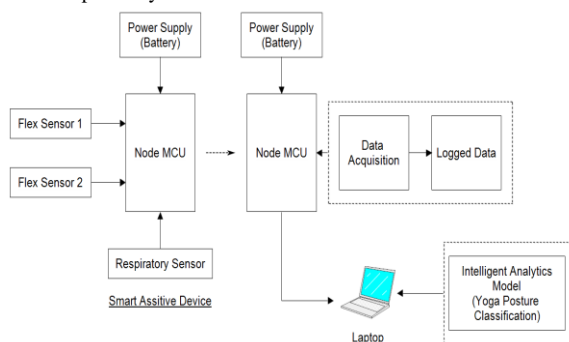 Power Supply
(Battery)
Power Supply
(Battery)
Flex Sensor 1
Flex Sensor 2
Node MCU
Node MCU
Data
Acquisition
Logged Data
Respiratory Sensor
Smart Assitive Device
Laptop
Intelligent Analytics
Model
(Yoga Posture
Classification)